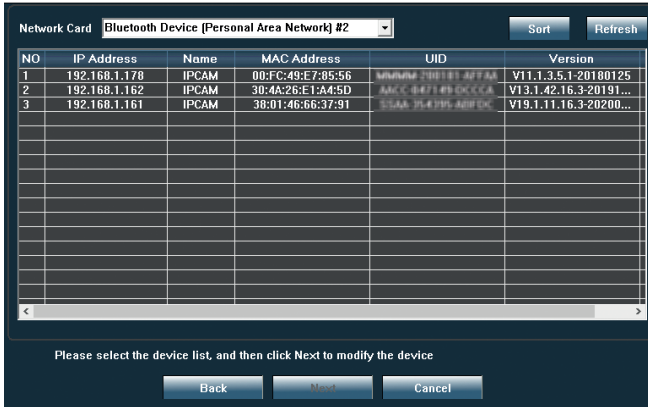 Network Card Bluetooth Device (Personal Area Network) #2 Sort Refresh
NO IP Address Name MAC Address UID Version
1 192.168.1.178 IPCAM 00:FC:49:E7:85:56 V11.1.3.5.1-20180125
2 192.168.1.162 IPCAM 30:4A:26:E1:A4:5D V13.1.42.16.3-20191...
3 192.168.1.161 IPCAM 38:01:46:66:37:91 V19.1.11.16.3-20200...
Please select the device list, and then click Next to modify the device
Back Next Cancel